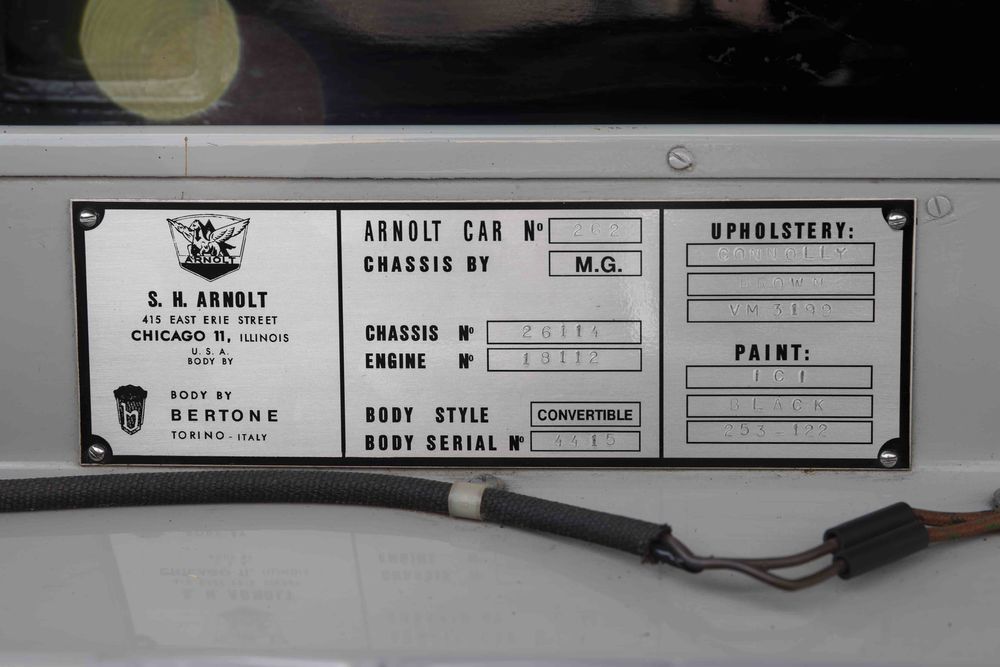 ARNOLT
S. H. ARNOLT
415 EAST ERIE STREET
CHICAGO 11, ILLINOIS
U. S. A.
BODY BY
BODY BY
BERTONE
TORINO - ITALY
ARNOLT CAR Nº 262
CHASSIS BY M.G.
CHASSIS Nº 26114
ENGINE Nº 18112
BODY STYLE CONVERTIBLE
BODY SERIAL Nº 4415
UPHOLSTERY:
CONNOLLY
BROWN
VM 3199
PAINT:
ICI
BLACK
253-122